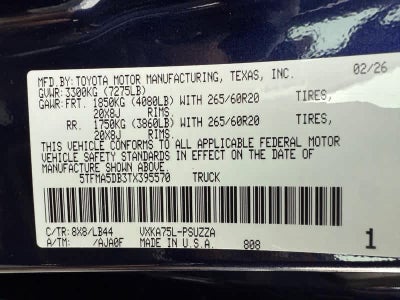 MFD.BY:TOYOTA MOTOR MANUFACTURING, TEXAS, INC. 02/26
GVWR:3300KG (7275LB)
GAWR:FRT. 1850KG (4080LB) WITH 265/60R20 TIRES,
20X8J
RR. 1750KG (3860LB) WITH 265/60R20 TIRES,
20X8J
THIS VEHICLE CONFORMS TO ALL APPLICABLE FEDERAL MOTOR
VEHICLE SAFETY STANDARDS IN EFFECT ON THE DATE OF
MANUFACTURE SHOWN ABOVE.
5TFMA5DB3TX395570 TRUCK
C/TR:8X8/LB44 VXKA75L-PSUZZA
A/TM: /AJA0F MADE IN U.S.A. 808 1